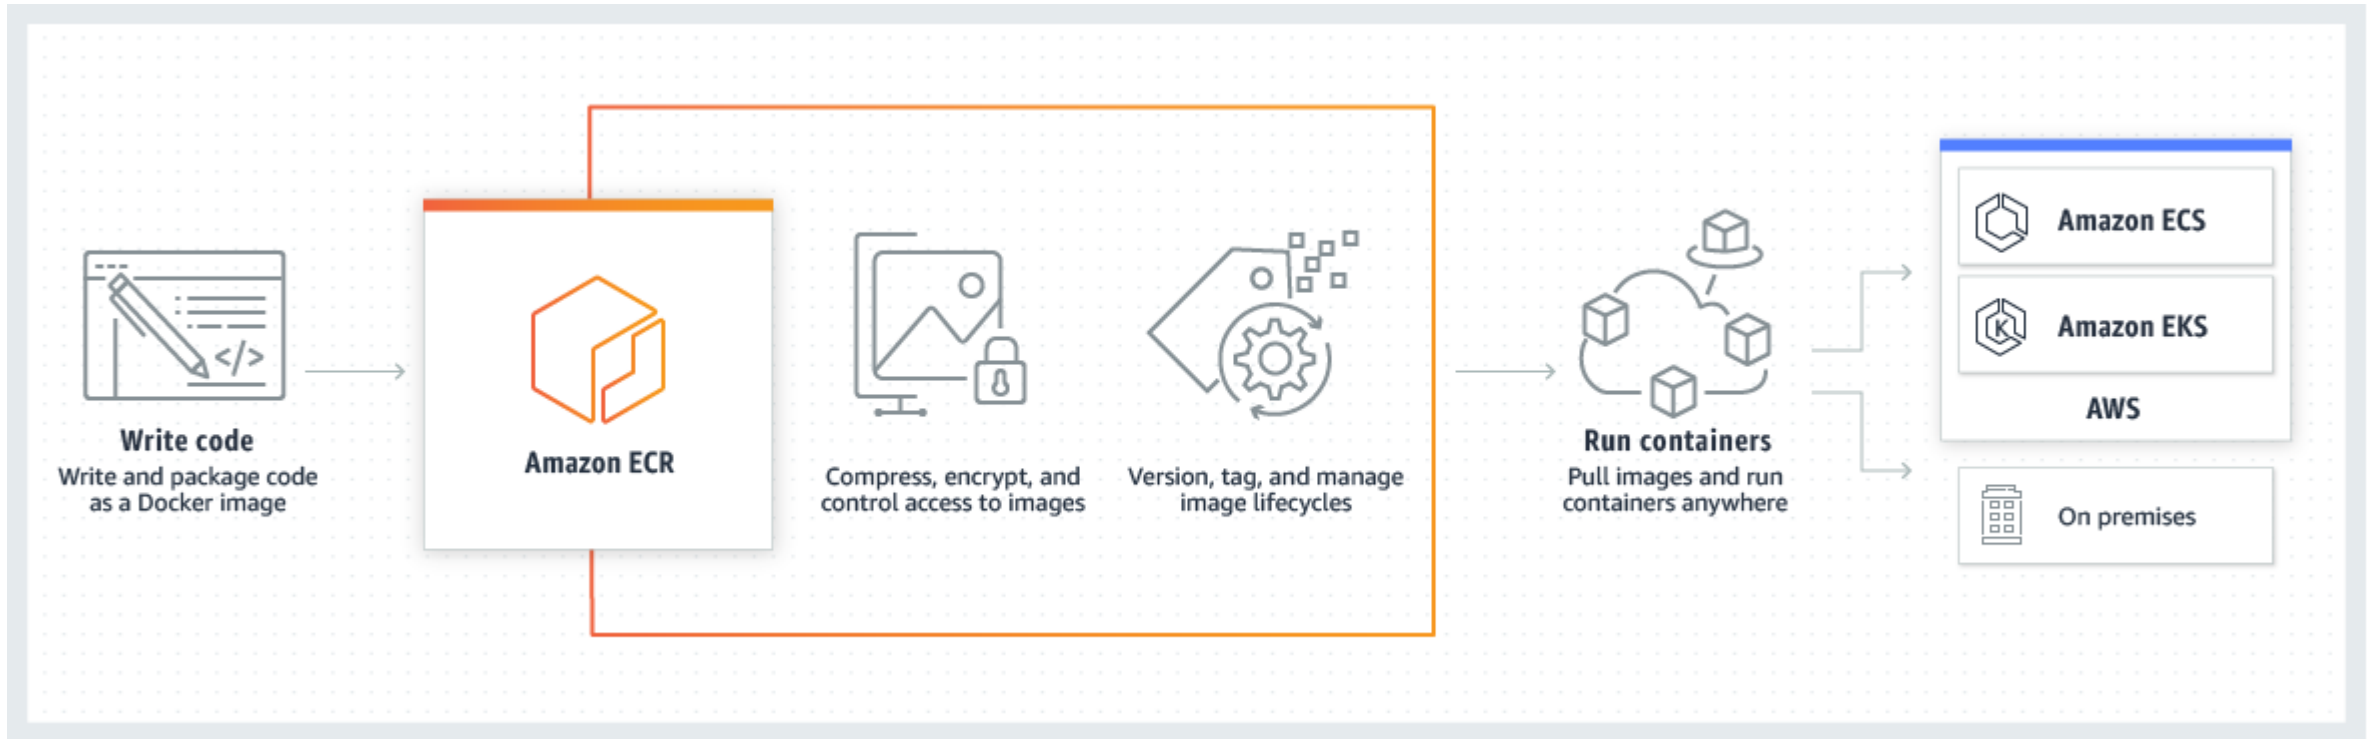 Write code
Write and package code
as a Docker image
</>
Amazon ECR
Compress, encrypt, and
control access to images
Version, tag, and manage
image lifecycles
Run containers
Pull images and run
containers anywhere
Amazon ECS
K
Amazon EKS
AWS
On premises